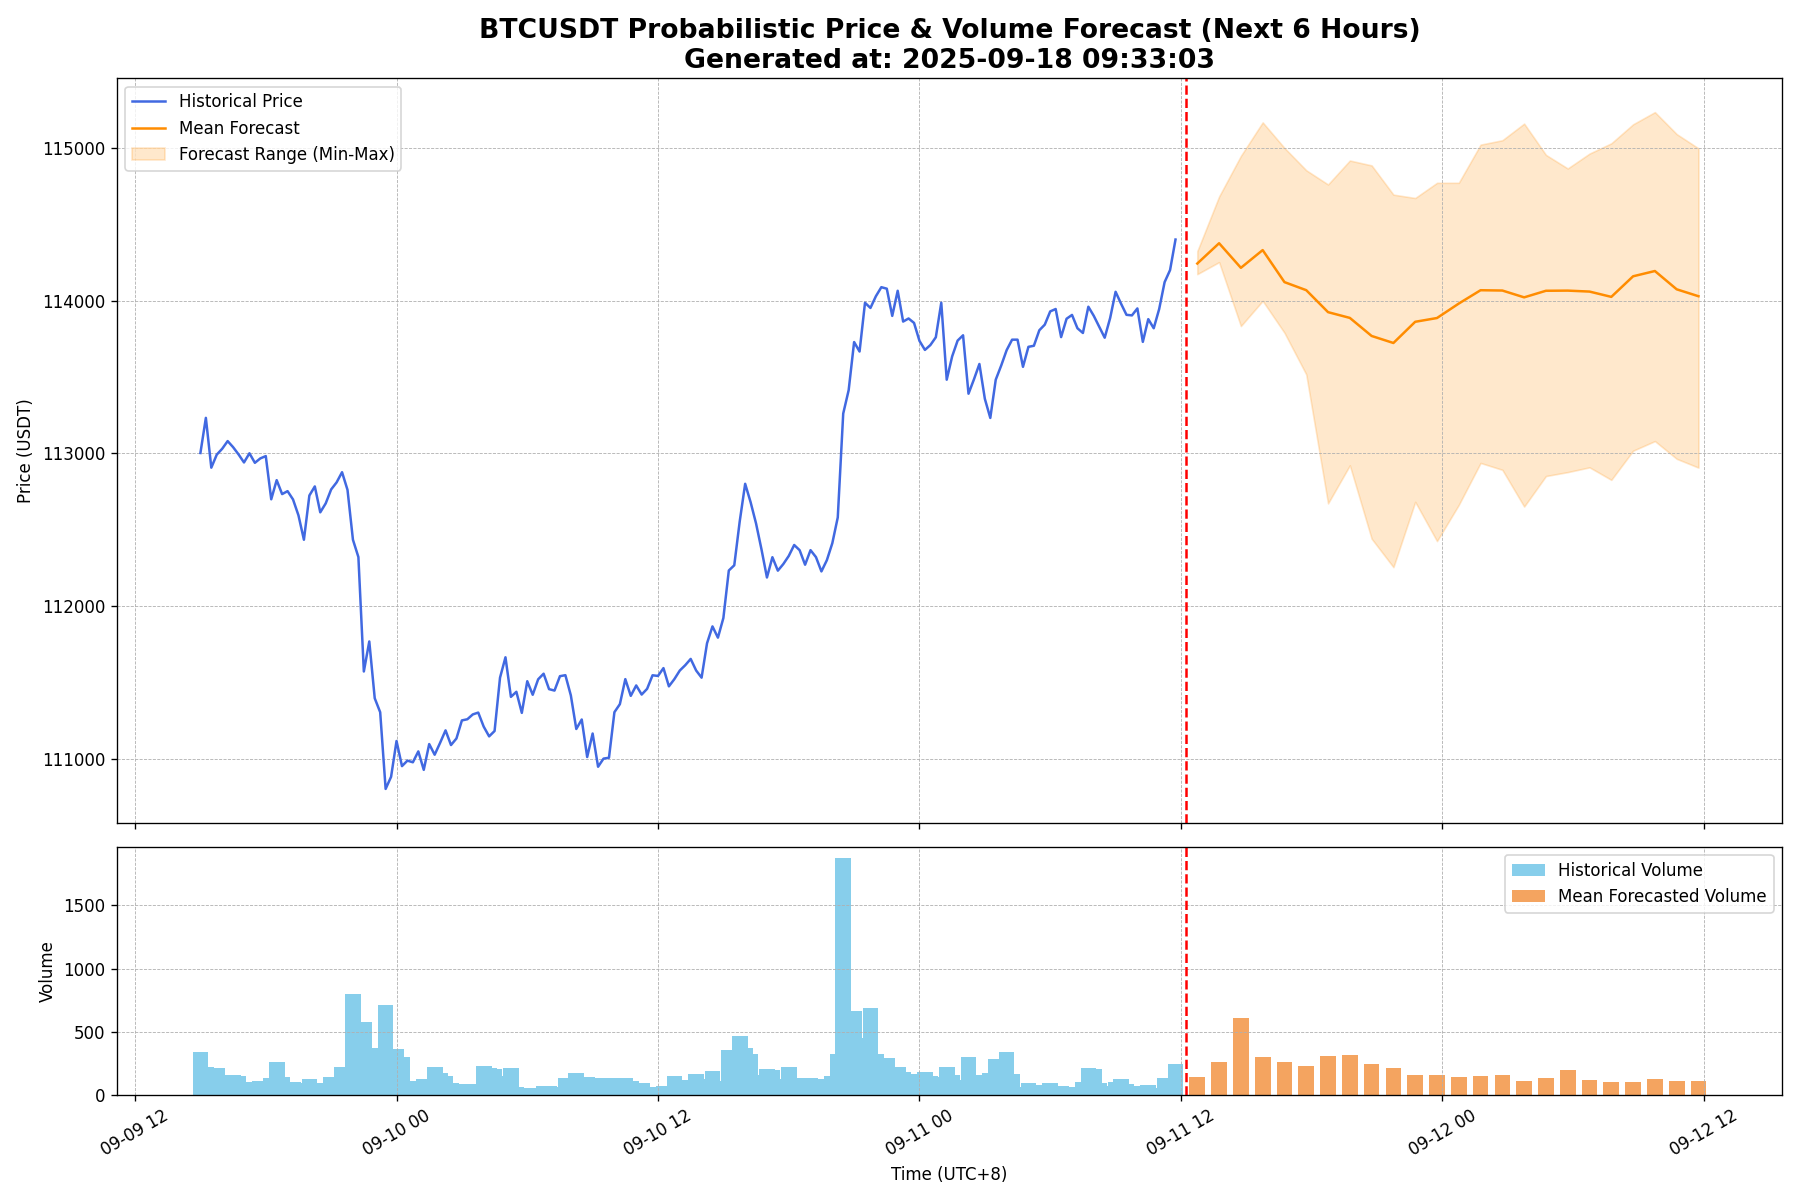 BTCUSDT Probabilistic Price & Volume Forecast (Next 6 Hours)
Generated at: 2025-09-18 09:33:03
Historical Price
Mean Forecast
Forecast Range (Min-Max)
115000
114000
113000
112000
111000
Price (USDT)
Historical Volume
Mean Forecasted Volume
1500
1000
500
0
Volume
09-09 12
09-10 00
09-10 12
09-11 00
09-11 12
09-12 00
09-12 12
Time (UTC+8)